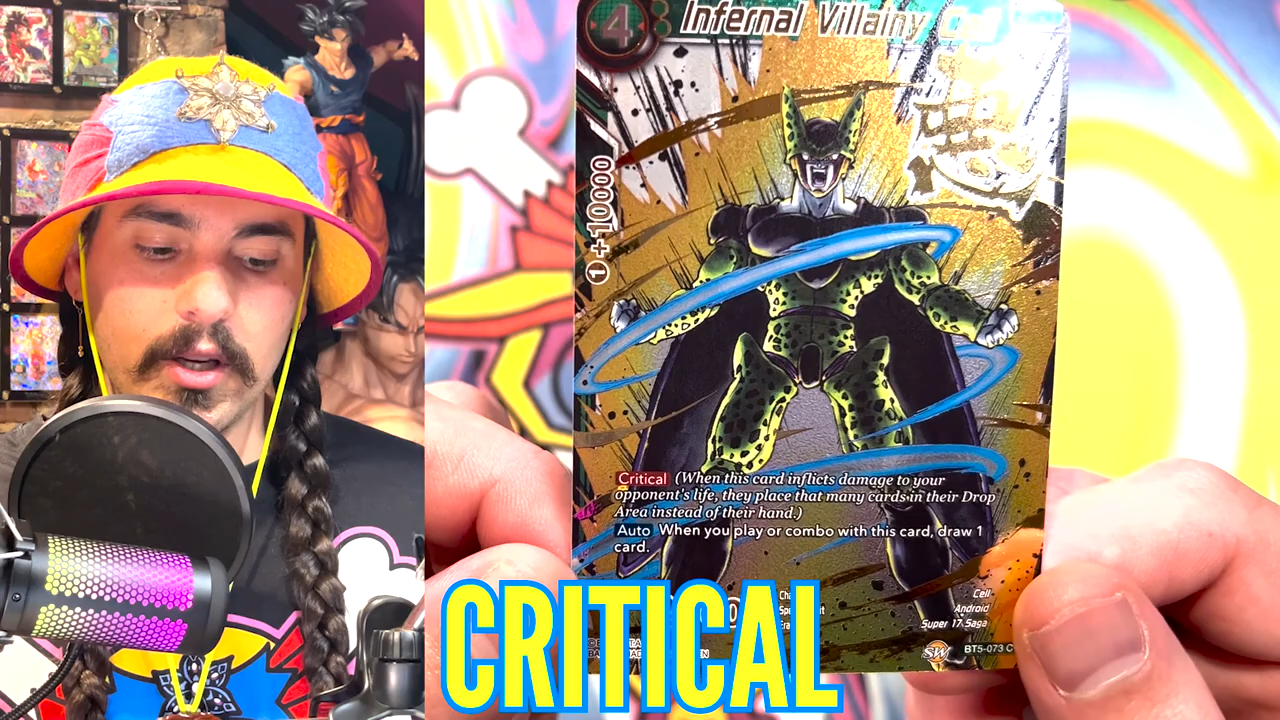 4
Infernal Villainy
1 +10000
Critical (When this card inflicts damage to your
opponent's life, they place that many cards in their Drop
Area instead of their hand.)
Auto When you play or combo with this card, draw 1
card.
Cell
Android
Super 17 Saga
SW
BT5-073 C
CRITICAL